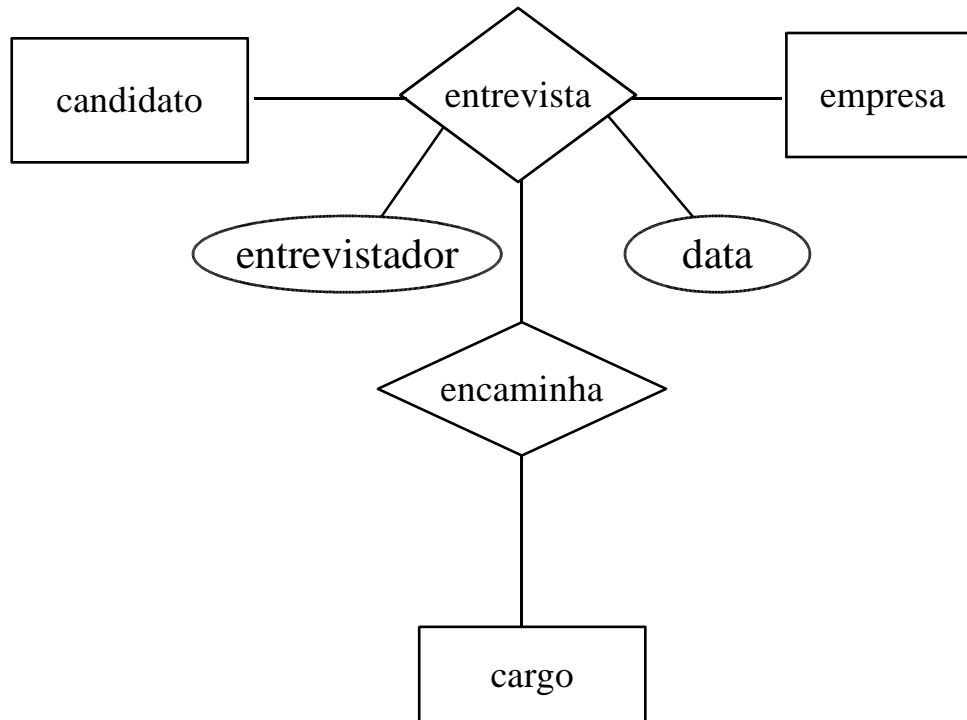 candidato
entrevista
empresa
entrevistador
data
encaminha
cargo